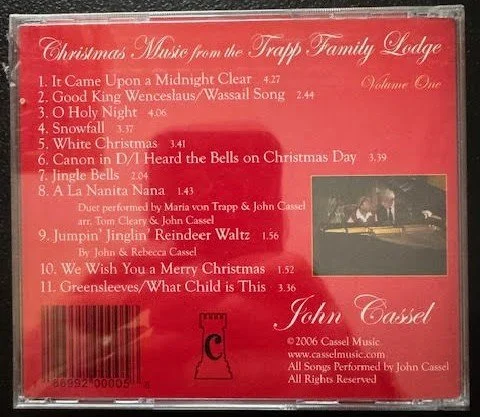 Christmas Music from the Trapp Family Lodge
Volume One
1. It Came Upon a Midnight Clear 4.27
2. Good King Wenceslaus/Wassail Song 2.44
3. O Holy Night 4.06
4. Snowfall 3.37
5. White Christmas 3.41
6. Canon in D/I Heard the Bells on Christmas Day 3.39
7. Jingle Bells 2.04
8. A La Nanita Nana 1.43
Duet performed by Maria von Trapp & John Cassel
arr. Tom Cleary & John Cassel
9. Jumpin' Jinglin' Reindeer Waltz 1.56
By John & Rebecca Cassel
10. We Wish You a Merry Christmas 1.52
11. Greensleeves/What Child is This 3.36
John Cassel
©2006 Cassel Music
www.casselmusic.com
All Songs Performed by John Cassel
All Rights Reserved
C
88992 00005